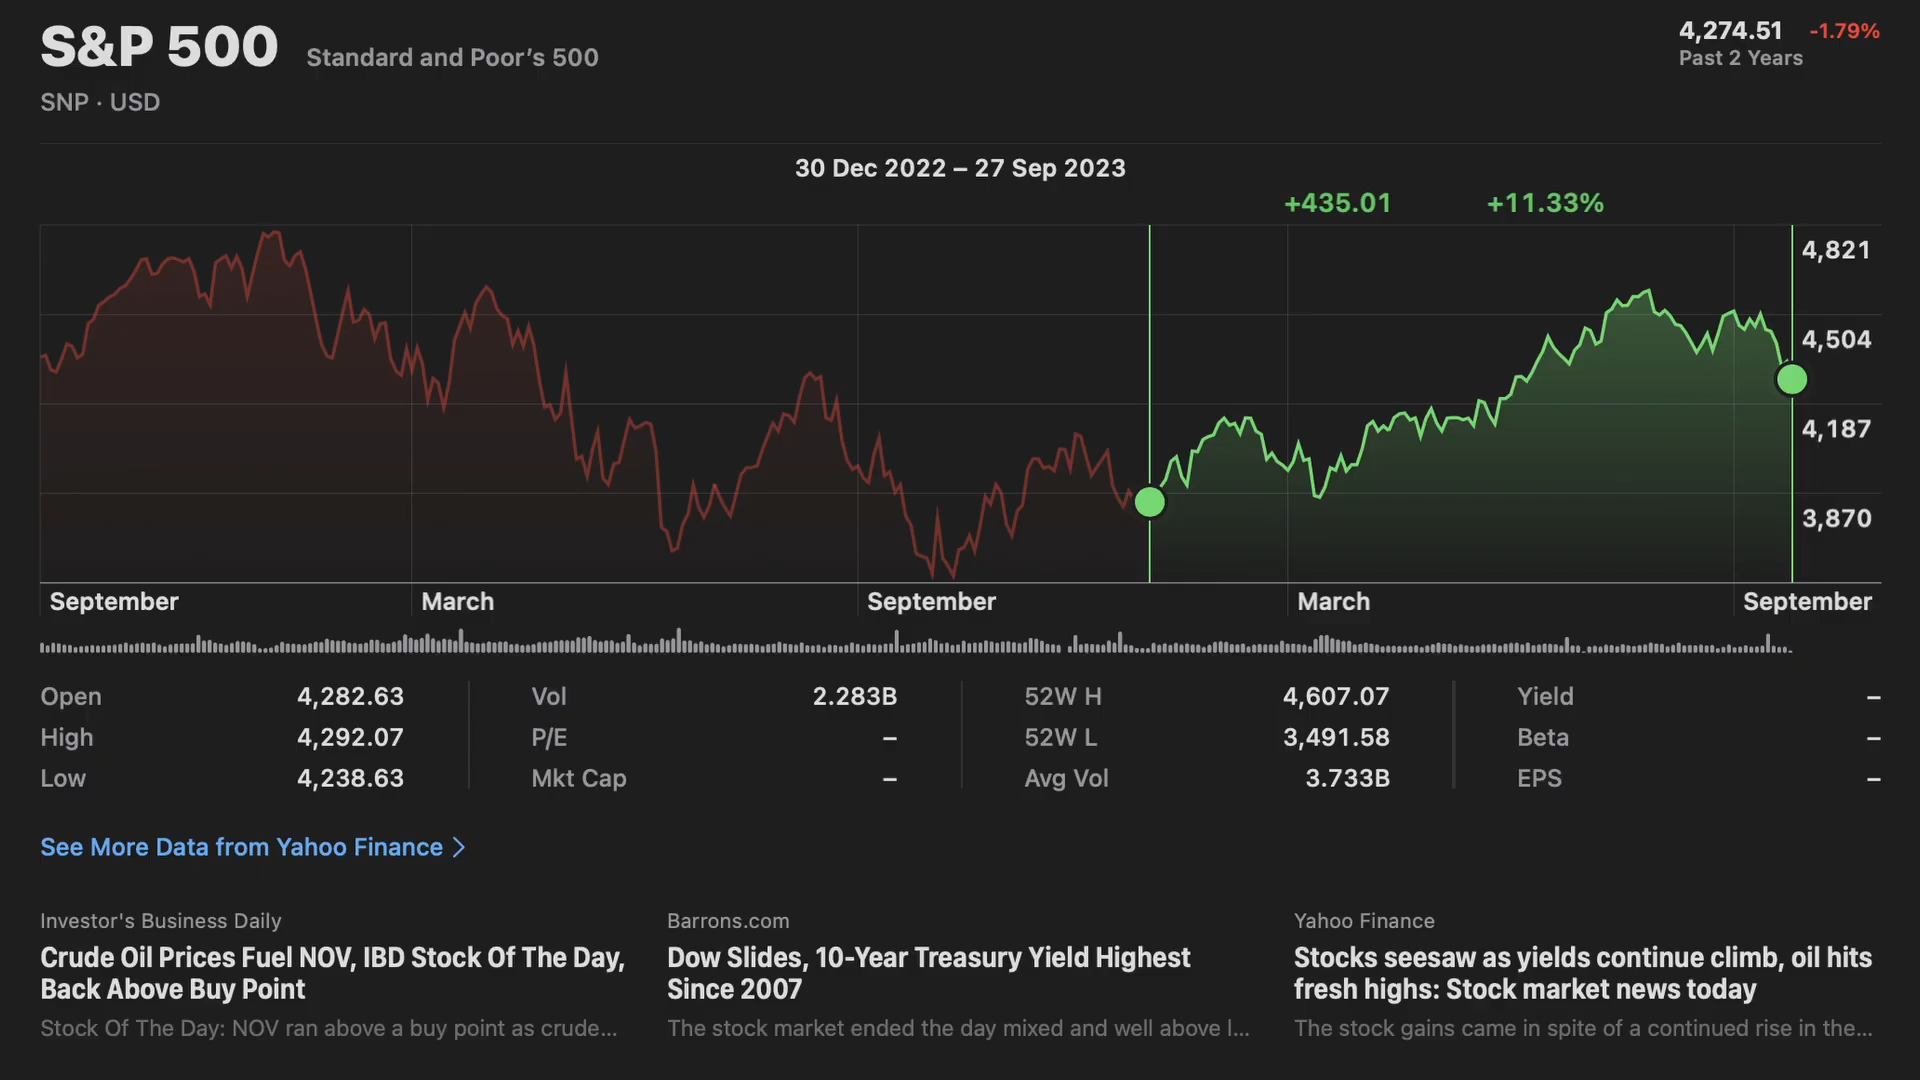 S&P 500 Standard and Poor’s 500
4,274.51 -1.79%
Past 2 Years
SNP · USD
30 Dec 2022 – 27 Sep 2023
+435.01 +11.33%
4,821
4,504
4,187
3,870
September March September March September
Open 4,282.63 Vol 2.283B 52W H 4,607.07 Yield –
High 4,292.07 P/E – 52W L 3,491.58 Beta –
Low 4,238.63 Mkt Cap – Avg Vol 3.733B EPS –
See More Data from Yahoo Finance >
Investor's Business Daily
Crude Oil Prices Fuel NOV, IBD Stock Of The Day,
Back Above Buy Point
Stock Of The Day: NOV ran above a buy point as crude...
Barrons.com
Dow Slides, 10-Year Treasury Yield Highest
Since 2007
The stock market ended the day mixed and well above l...
Yahoo Finance
Stocks seesaw as yields continue climb, oil hits
fresh highs: Stock market news today
The stock gains came in spite of a continued rise in the...